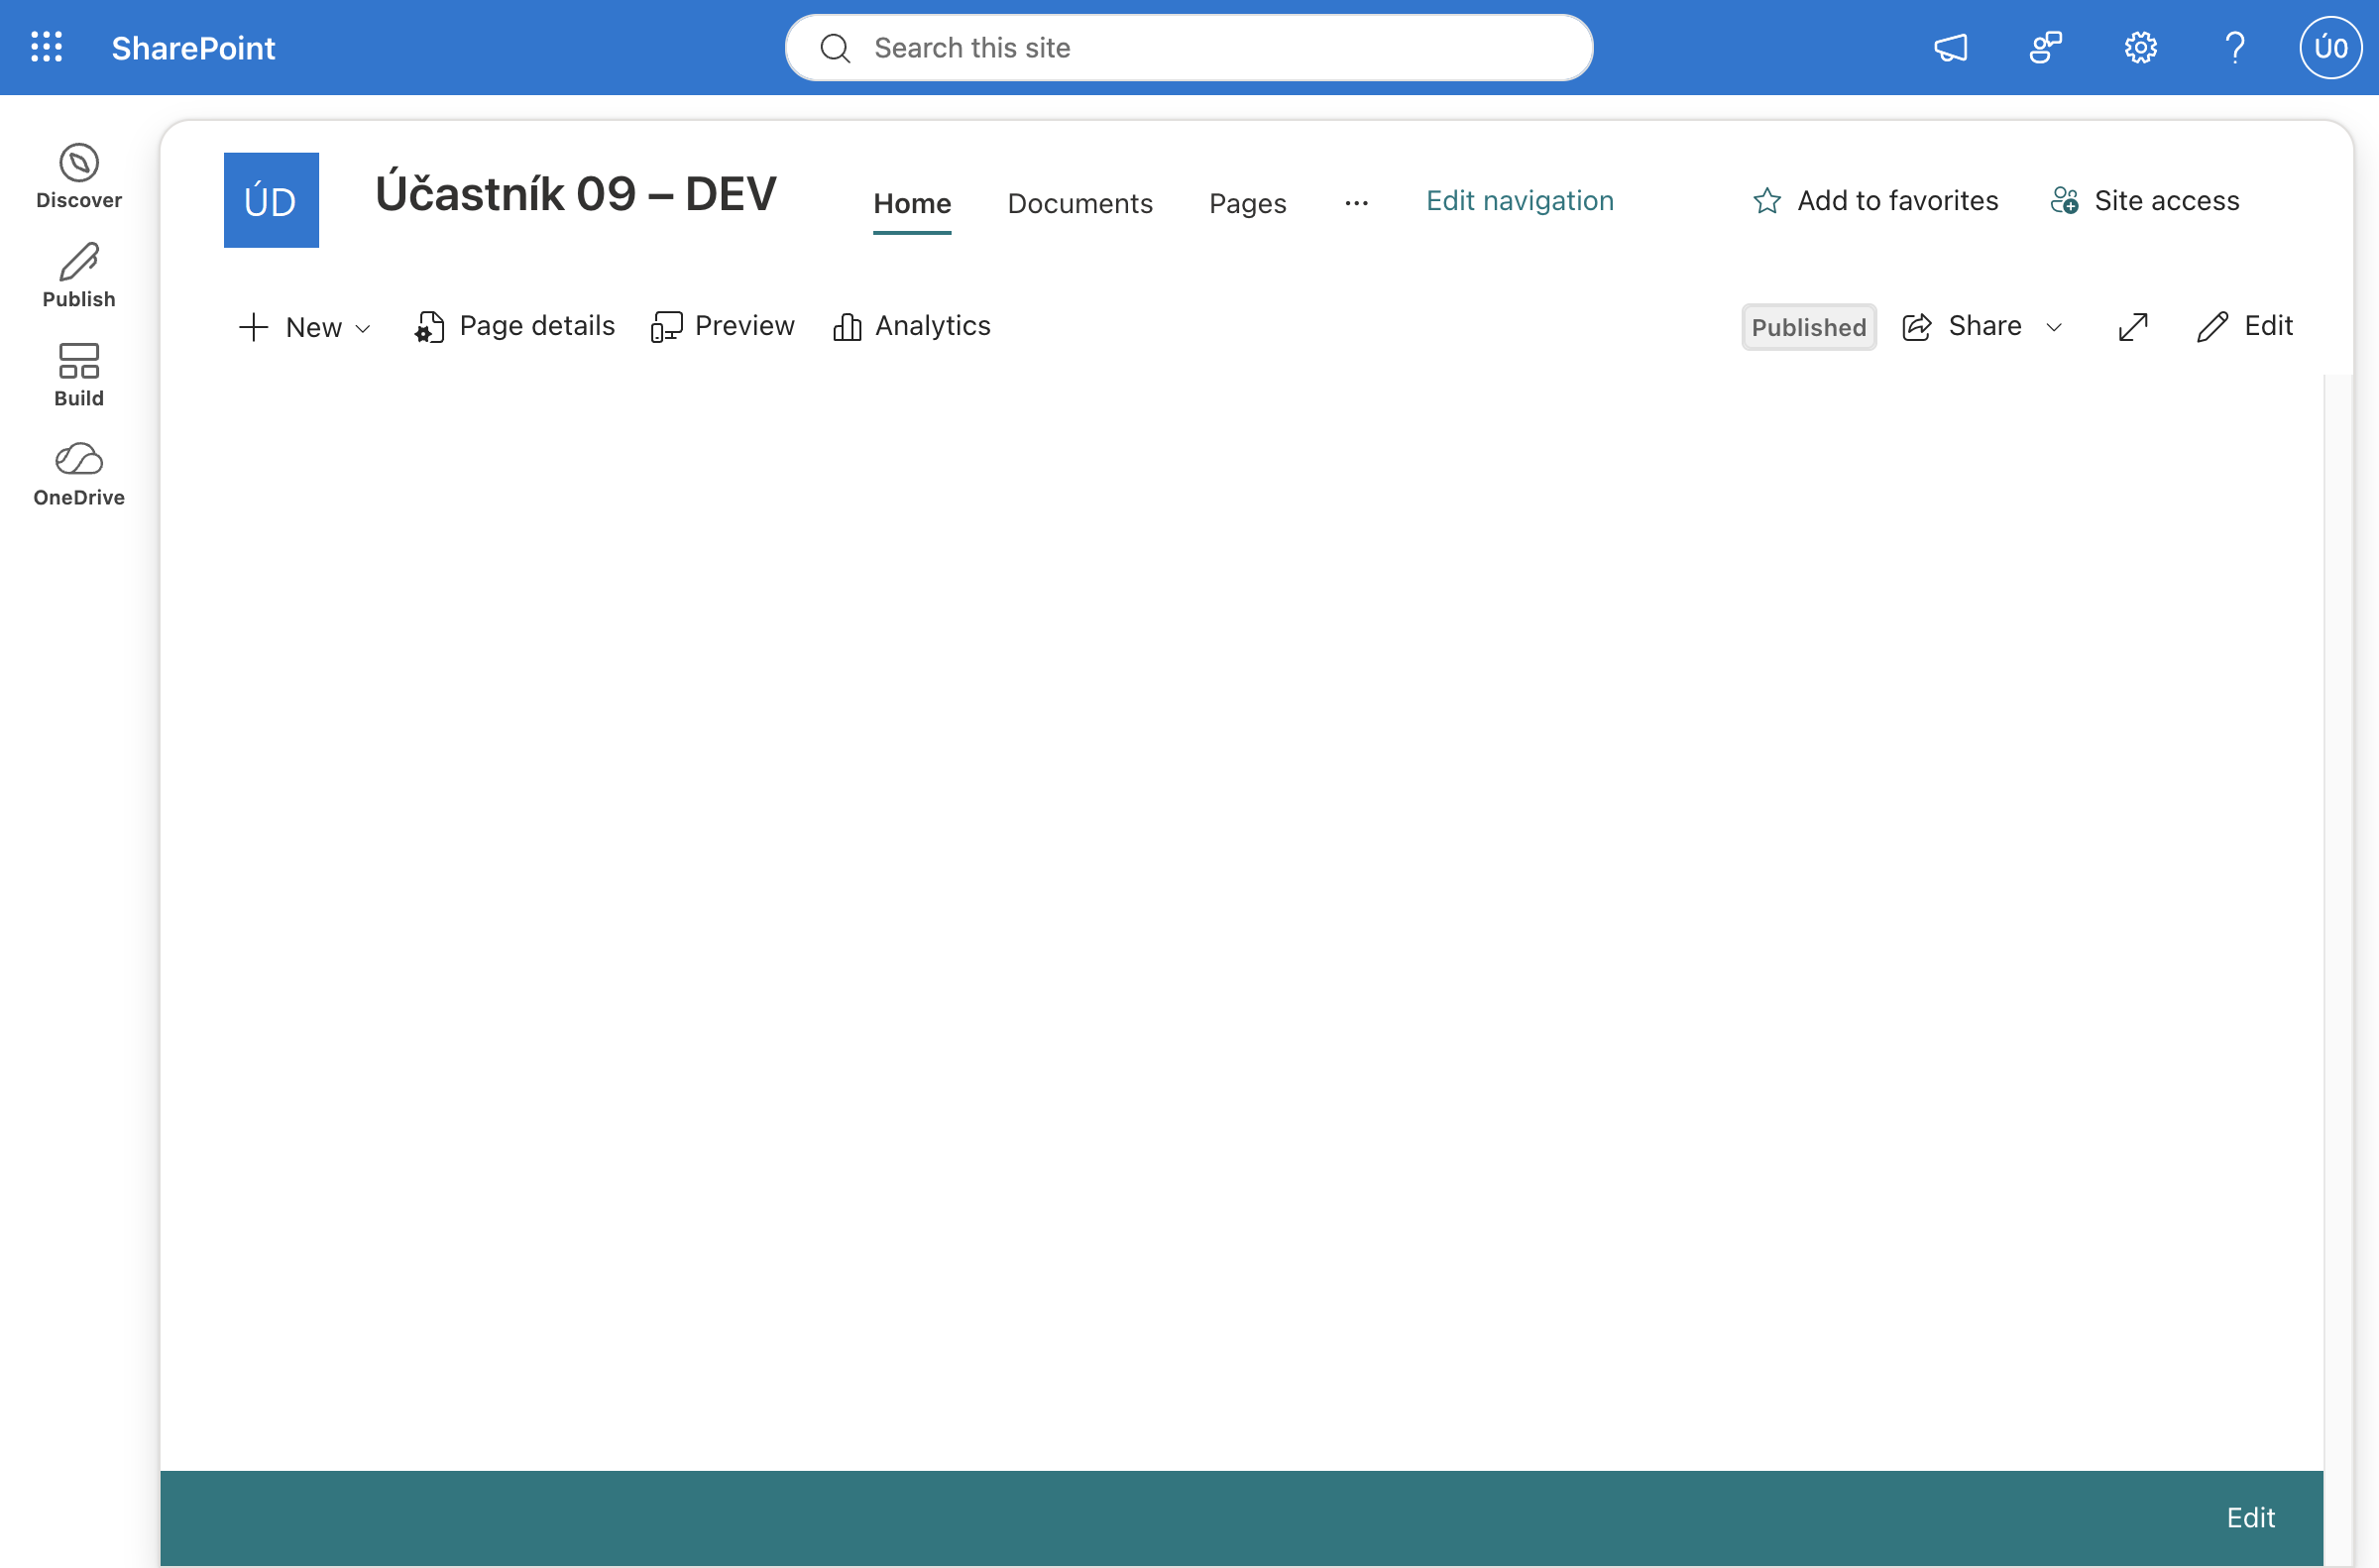 SharePoint
Search this site
Ú0
Discover
Publish
Build
OneDrive
ÚD
Účastník 09 – DEV
Home
Documents
Pages
···
Edit navigation
Add to favorites
Site access
New
Page details
Preview
Analytics
Published
Share
Edit
Edit